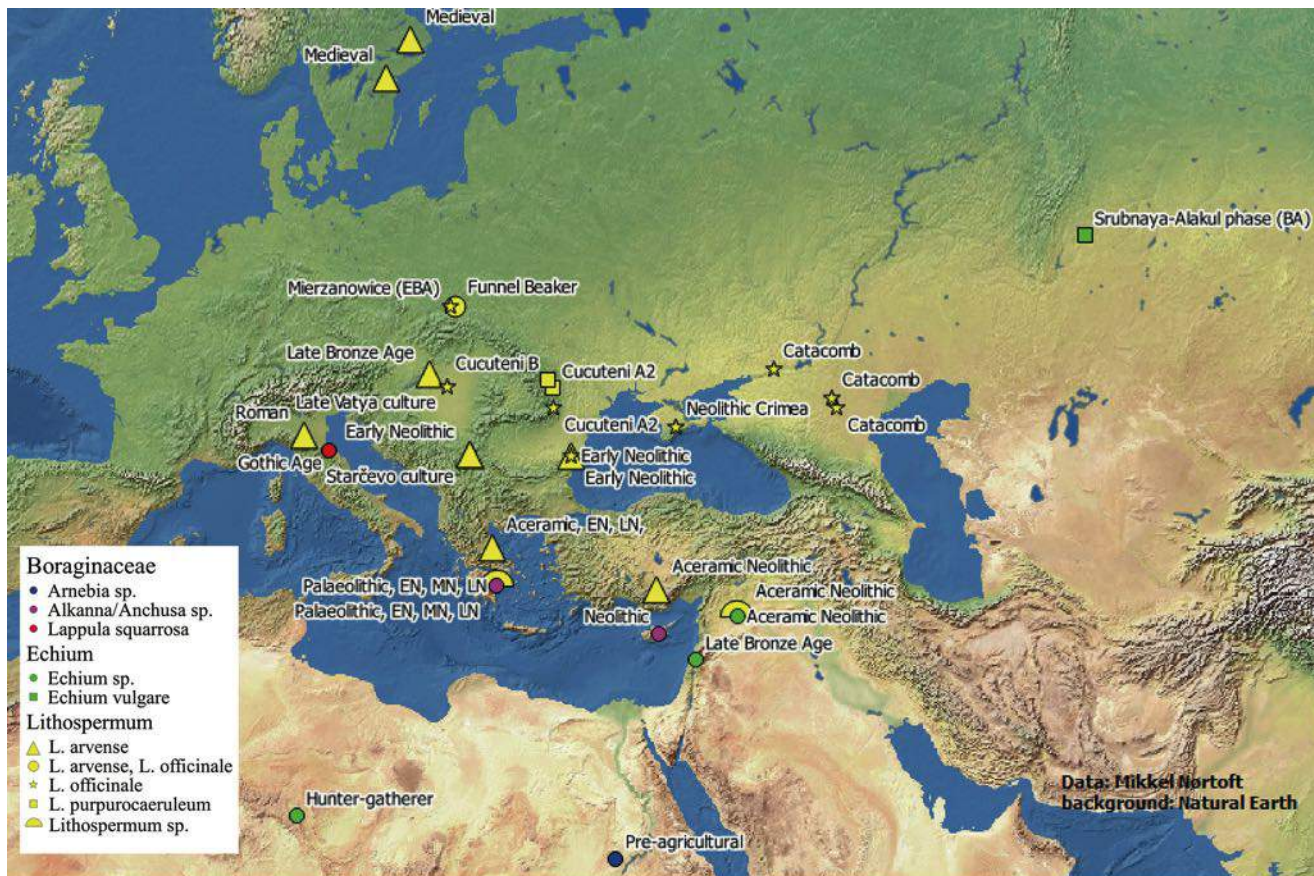 Medieval
Medieval
Srubnaya-Alakul phase (BA)
Mierzanowice (EBA)
Funnel Beaker
Late Bronze Age
Cucuteni B
Cucuteni A2
Catacomb
Catacomb
Catacomb
Late Vatya culture
Roman
Early Neolithic
Cucuteni A2,
Neolithic Crimea
Gothic Age
Starčevo culture
Early Neolithic
Early Neolithic
Aceramic, EN, LN,
Aceramic Neolithic
Palaeolithic, EN, MN, LN
Palaeolithic, EN, MN, LN
Neolithic
Aceramic Neolithic
Aceramic Neolithic
Late Bronze Age
Hunter-gatherer
Pre-agricultural
Boraginaceae
Arnebia sp.
Alkanna/Anchusa sp.
Lappula squarrosa
Echium
Echium sp.
Echium vulgare
Lithospermum
L. arvense
L. arvense, L. officinale
L. officinale
L. purpurocaeruleum
Lithospermum sp.
Data: Mikkel Nørtoft
background: Natural Earth